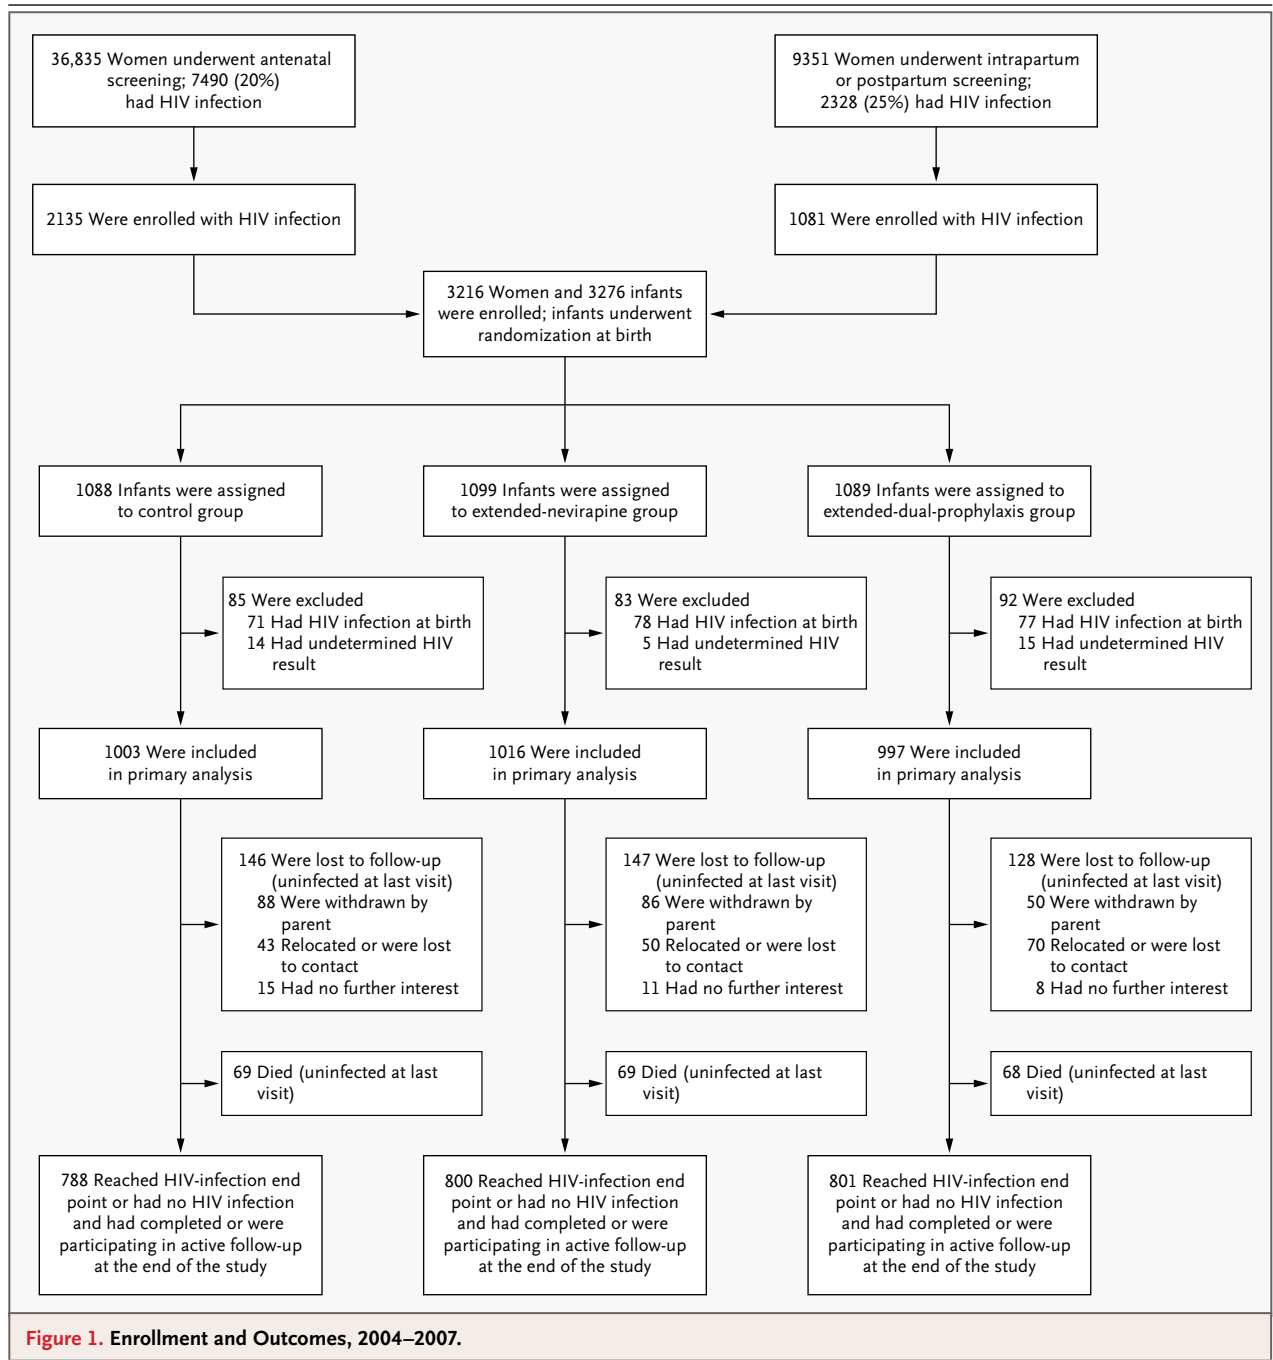 36,835 Women underwent antenatal
screening; 7490 (20%)
had HIV infection
9351 Women underwent intrapartum
or postpartum screening;
2328 (25%) had HIV infection
2135 Were enrolled with HIV infection
1081 Were enrolled with HIV infection
3216 Women and 3276 infants
were enrolled; infants underwent
randomization at birth
1088 Infants were assigned
to control group
1099 Infants were assigned
to extended-nevirapine group
1089 Infants were assigned to
extended-dual-prophylaxis group
85 Were excluded
71 Had HIV infection at birth
14 Had undetermined HIV
result
83 Were excluded
78 Had HIV infection at birth
5 Had undetermined HIV
result
92 Were excluded
77 Had HIV infection at birth
15 Had undetermined HIV
result
1003 Were included
in primary analysis
1016 Were included
in primary analysis
997 Were included
in primary analysis
146 Were lost to follow-up
(uninfected at last visit)
88 Were withdrawn by
parent
43 Relocated or were lost
to contact
15 Had no further interest
147 Were lost to follow-up
(uninfected at last visit)
86 Were withdrawn by
parent
50 Relocated or were lost
to contact
11 Had no further interest
128 Were lost to follow-up
(uninfected at last visit)
50 Were withdrawn by
parent
70 Relocated or were lost
to contact
8 Had no further interest
69 Died (uninfected at last
visit)
69 Died (uninfected at last
visit)
68 Died (uninfected at last
visit)
788 Reached HIV-infection end
point or had no HIV infection
and had completed or were
participating in active follow-up
at the end of the study
800 Reached HIV-infection end
point or had no HIV infection
and had completed or were
participating in active follow-up
at the end of the study
801 Reached HIV-infection end
point or had no HIV infection
and had completed or were
participating in active follow-up
at the end of the study
Figure 1. Enrollment and Outcomes, 2004–2007.